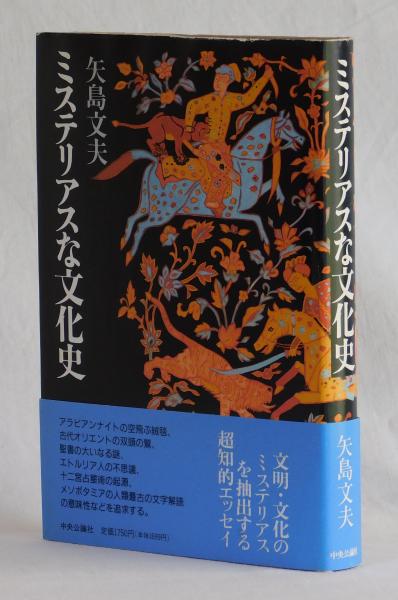 矢島文夫
ミステリアスな文化史
文明・文化の
ミステリアス
を抽出する
超知的エッセイ
アラビアンナイトの空飛ぶ絨毯、
古代オリエントの双頭の鷲、
聖書の大いなる謎、
エトルリア人の不思議、
十二宮占星術の起源、
メソポタミアの人類最古の文字解読
の意味性などを追求する。
中央公論社 定価1750円(本体1699円)
ミステリアスな文化史
矢島文夫
中央公論社